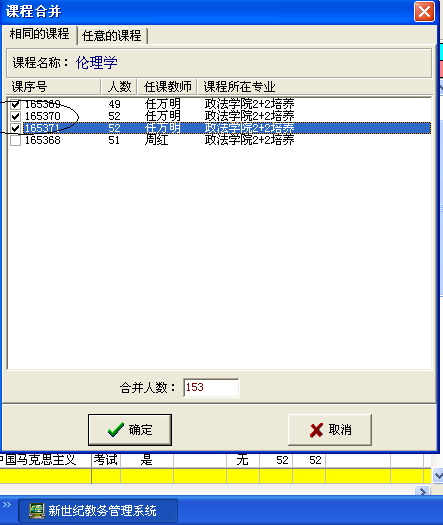 课程合并
相同的课程 任意的课程
课程名称： 伦理学
课序号 人数 任课教师 课程所在专业
165369 49 任万明 政法学院2+2培养
165370 52 任万明 政法学院2+2培养
165371 52 任万明 政法学院2+2培养
165368 51 周红 政法学院2+2培养
合并人数： 153
确定 取消
中国马克思主义 考试 是 无 52 52
新世纪教务管理系统